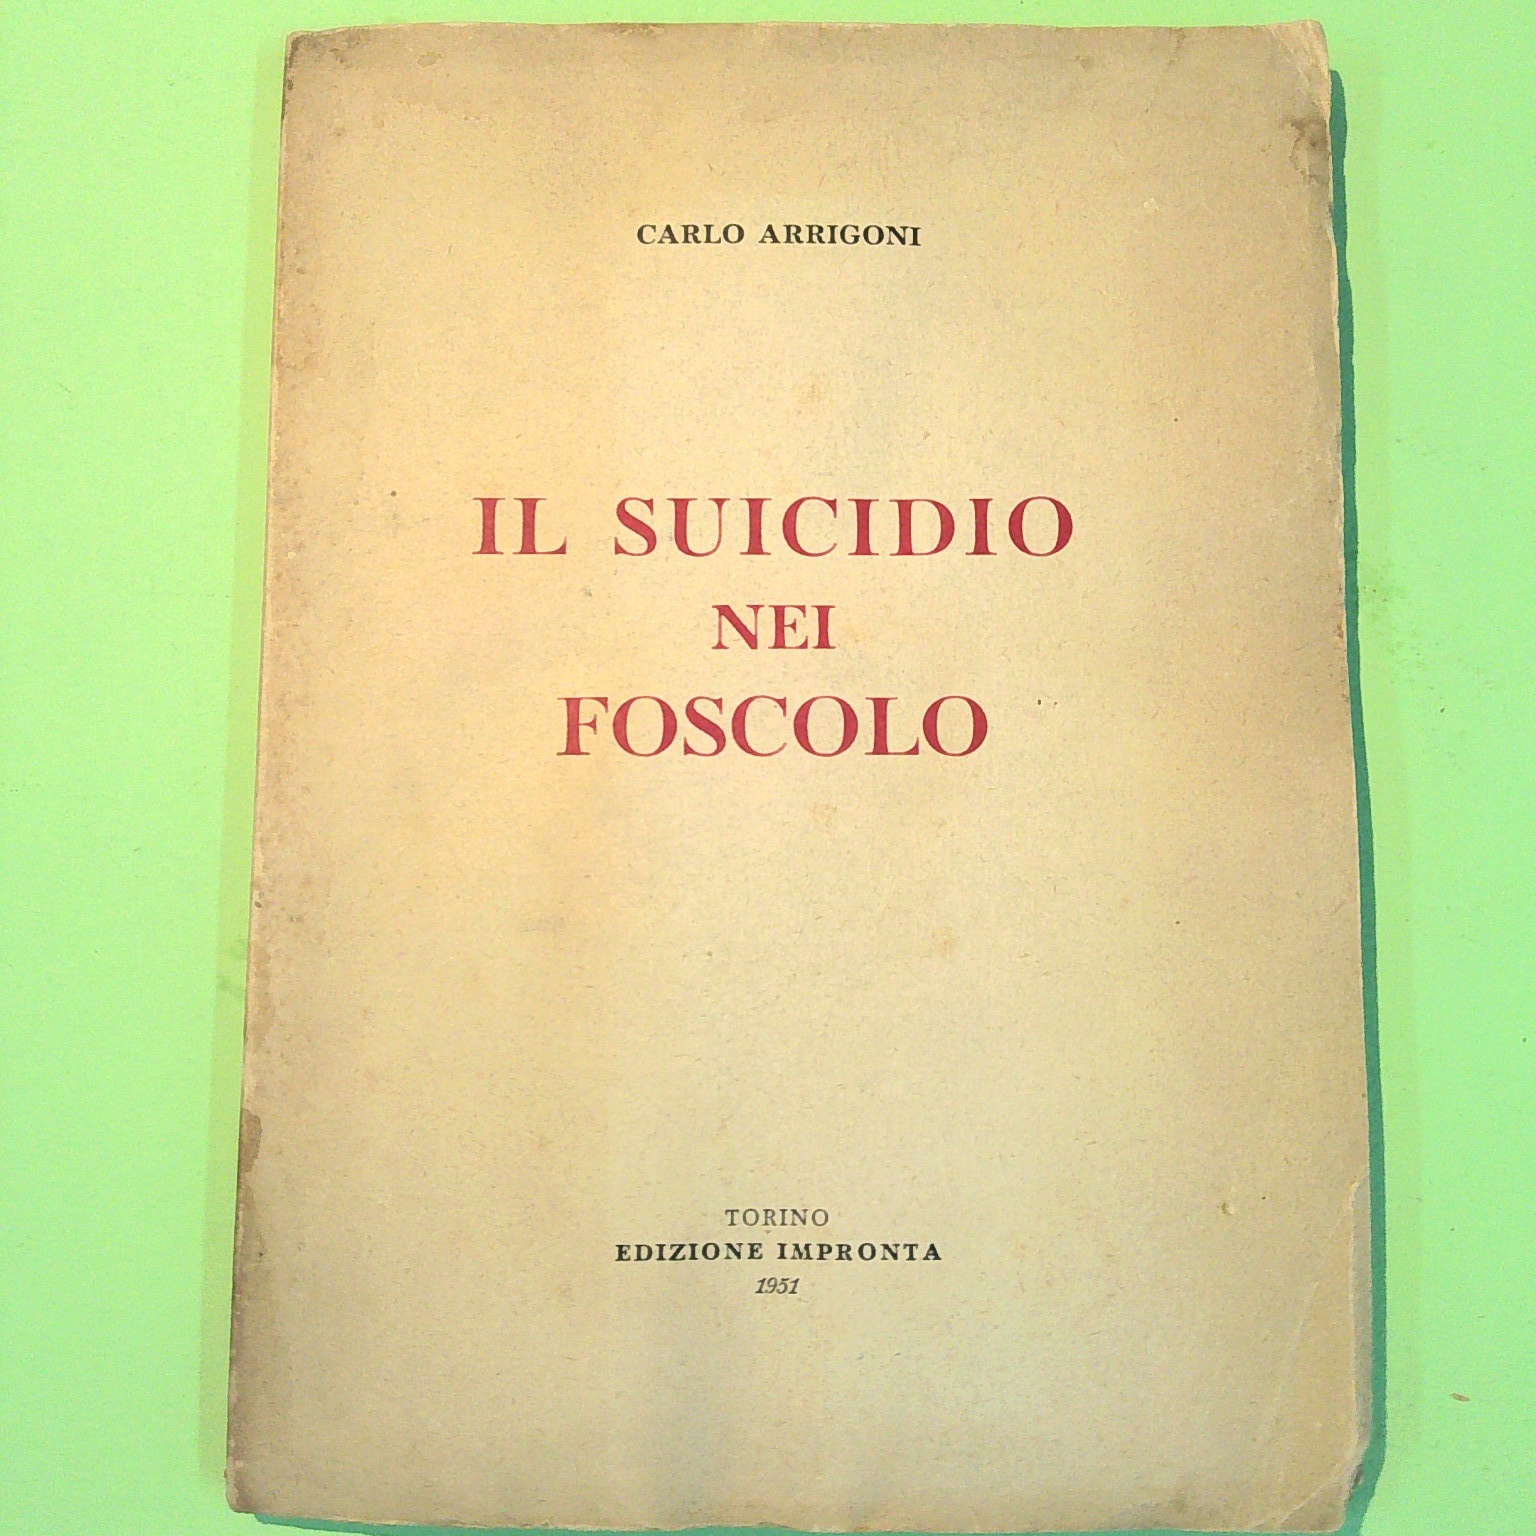 CARLO ARRIGONI
IL SUICIDIO
NEI
FOSCOLO
TORINO
EDIZIONE IMPRONTA
1951